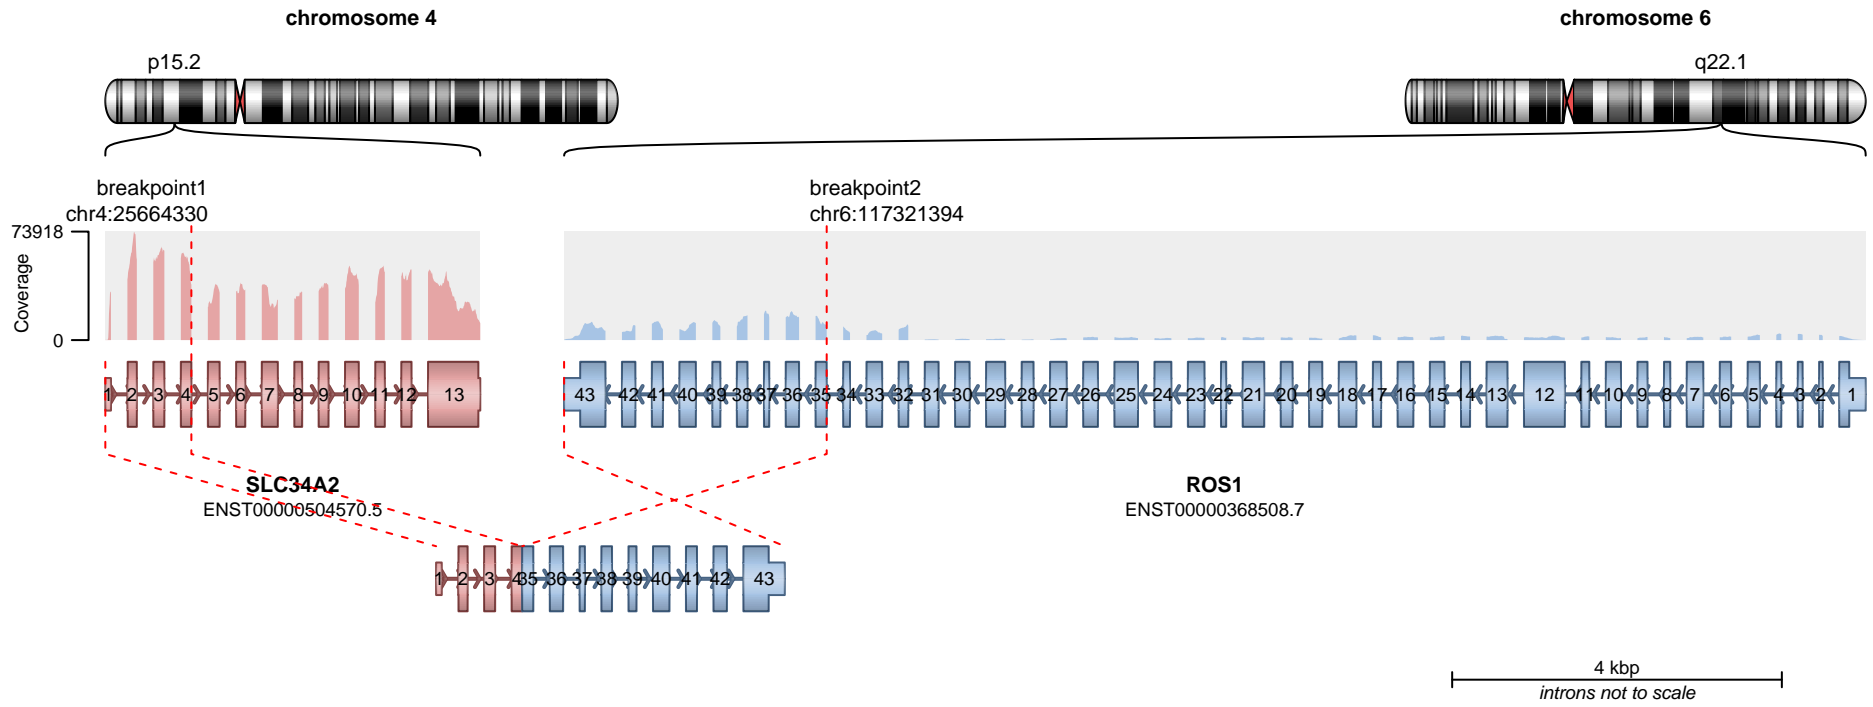 chromosome 4
chromosome 6
p15.2
q22.1
breakpoint1
chr4:25664330
breakpoint2
chr6:117321394
73918
Coverage
0
1 2 3 4 5 6 7 8 9 10 11 12 13
43 42 41 40 39 38 37 36 35 34 33 32 31 30 29 28 27 26 25 24 23 22 21 20 19 18 17 16 15 14 13 12 11 10 9 8 7 6 5 4 3 2 1
SLC34A2
ENST00000504570.5
ROS1
ENST00000368508.7
1 2 3 4 35 36 37 38 39 40 41 42 43
4 kbp
introns not to scale